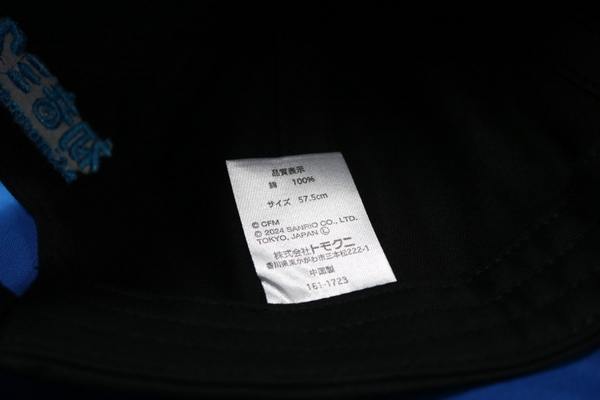 品質表示
綿 100%
サイズ 57.5cm
© CFM
© 2024 SANRIO CO., LTD.
TOKYO, JAPAN Ⓛ
株式会社トモクニ
香川県東かがわ市三本松222-1
中国製
161-1723